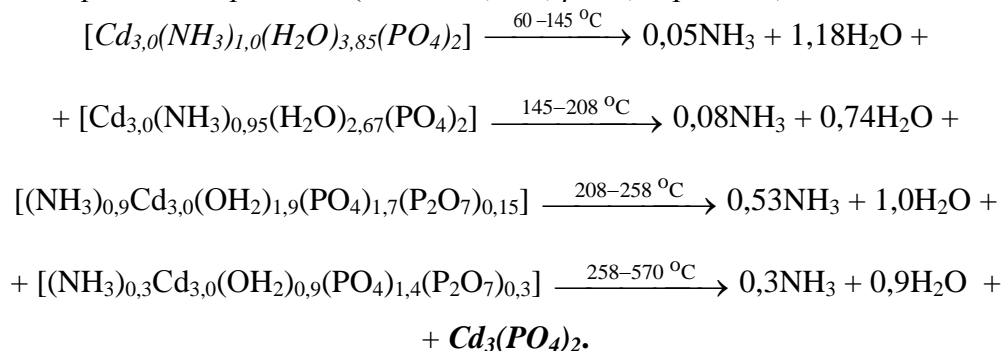 [Cd3,0(NH3)1,0(H2O)3,85(PO4)2] 60–145 °C → 0,05NH3 + 1,18H2O +
+ [Cd3,0(NH3)0,95(H2O)2,67(PO4)2] 145–208 °C → 0,08NH3 + 0,74H2O +
[(NH3)0,9Cd3,0(OH2)1,9(PO4)1,7(P2O7)0,15] 208–258 °C → 0,53NH3 + 1,0H2O +
+ [(NH3)0,3Cd3,0(OH2)0,9(PO4)1,4(P2O7)0,3] 258–570 °C → 0,3NH3 + 0,9H2O +
+ Cd3(PO4)2.